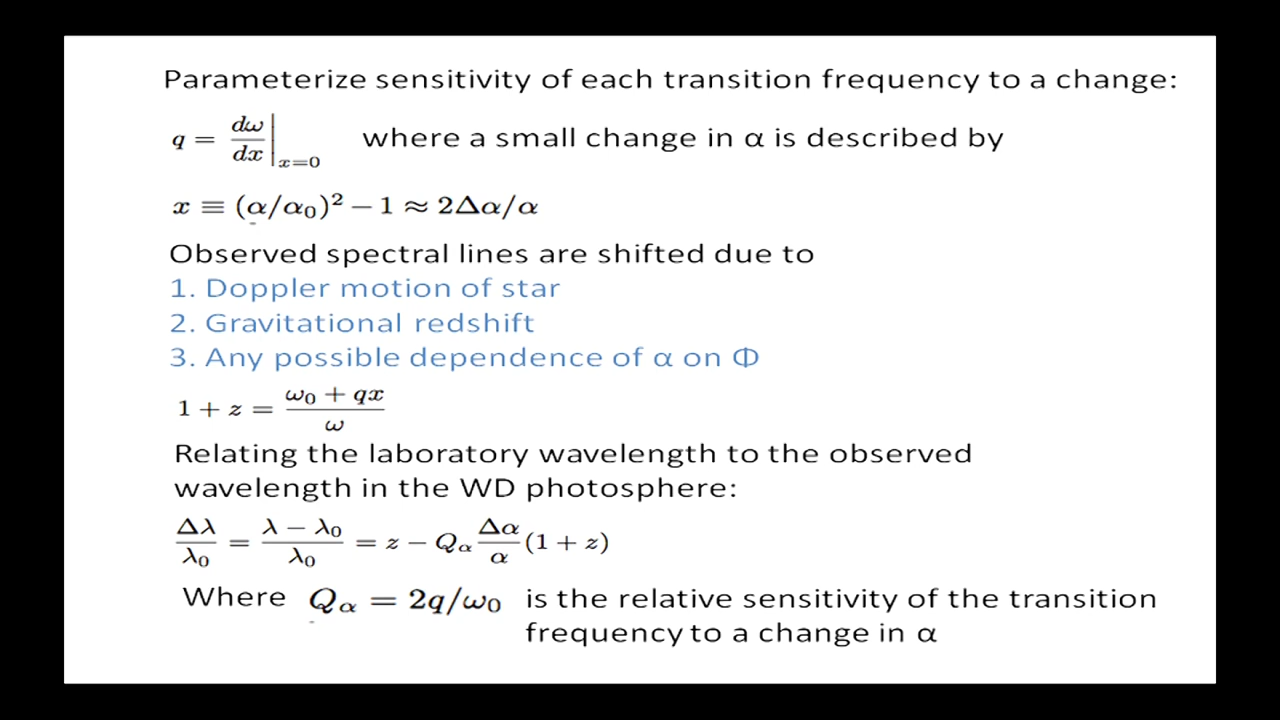 Parameterize sensitivity of each transition frequency to a change:
q = dω/dx |x=0 where a small change in α is described by
x ≡ (α/α₀)² − 1 ≈ 2Δα/α
Observed spectral lines are shifted due to
1. Doppler motion of star
2. Gravitational redshift
3. Any possible dependence of α on Φ
1 + z = (ω₀ + qx)/ω
Relating the laboratory wavelength to the observed
wavelength in the WD photosphere:
Δλ/λ₀ = (λ − λ₀)/λ₀ = z − Qα Δα/α (1 + z)
Where Qα = 2q/ω₀ is the relative sensitivity of the transition
frequency to a change in α